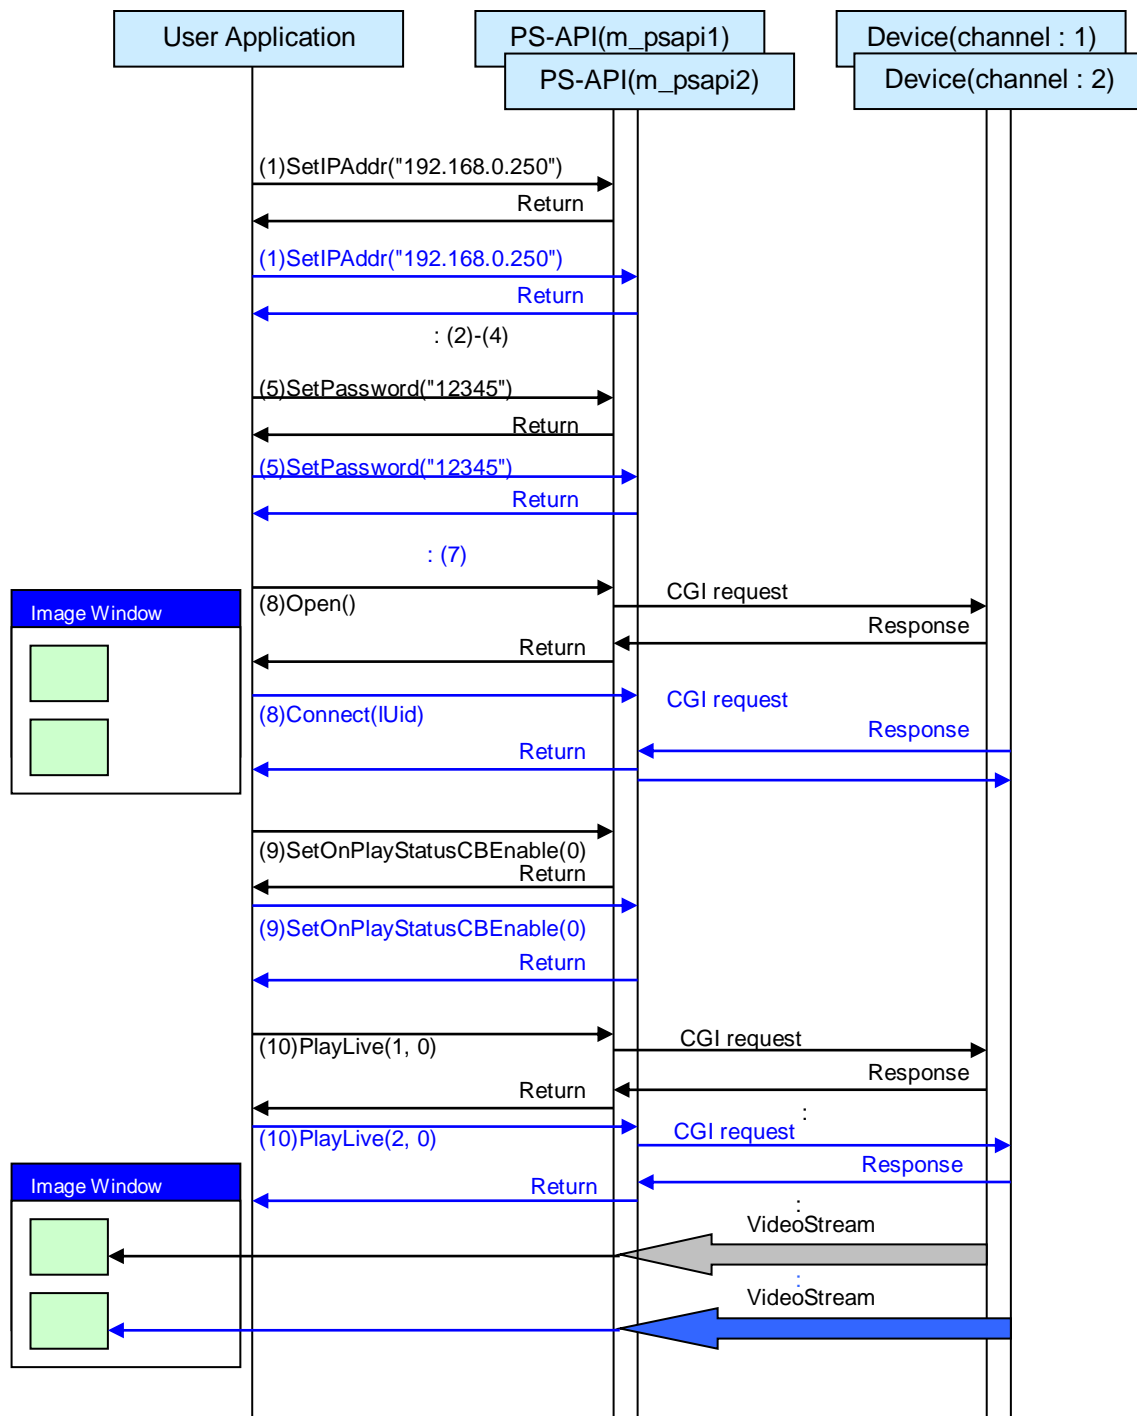 User Application
PS-API(m_psapi1)
Device(channel : 1)
PS-API(m_psapi2)
Device(channel : 2)
(1)SetIPAddr("192.168.0.250")
Return
(1)SetIPAddr("192.168.0.250")
Return
: (2)-(4)
(5)SetPassword("12345")
Return
(5)SetPassword("12345")
Return
: (7)
Image Window
(8)Open()
CGI request
Response
Return
(8)Connect(lUid)
CGI request
Response
Return
(9)SetOnPlayStatusCBEnable(0)
Return
(9)SetOnPlayStatusCBEnable(0)
Return
(10)PlayLive(1, 0)
CGI request
Response
Return
:
(10)PlayLive(2, 0)
CGI request
Response
Image Window
Return
:
VideoStream
:
VideoStream